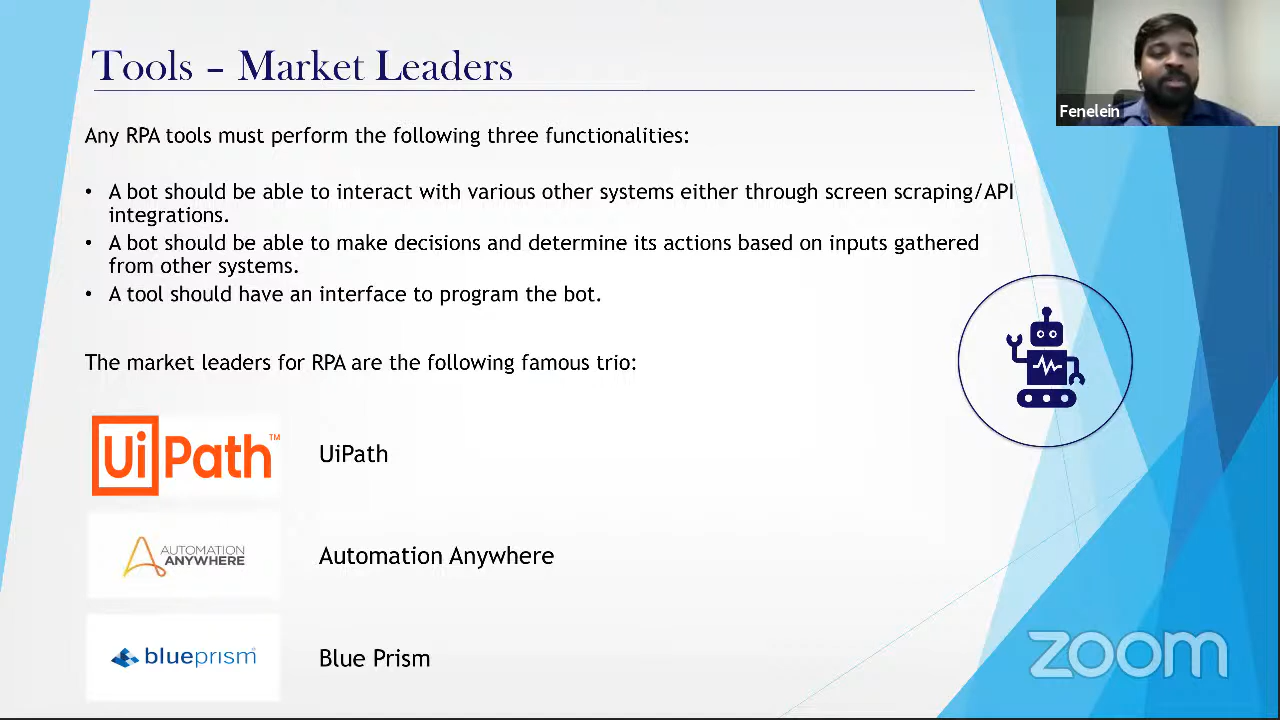 Tools – Market Leaders
Fenelein
Any RPA tools must perform the following three functionalities:
• A bot should be able to interact with various other systems either through screen scraping/API
integrations.
• A bot should be able to make decisions and determine its actions based on inputs gathered
from other systems.
• A tool should have an interface to program the bot.
The market leaders for RPA are the following famous trio:
UiPath™
UiPath
AUTOMATION
ANYWHERE
Automation Anywhere
blueprism®
Blue Prism
zoom